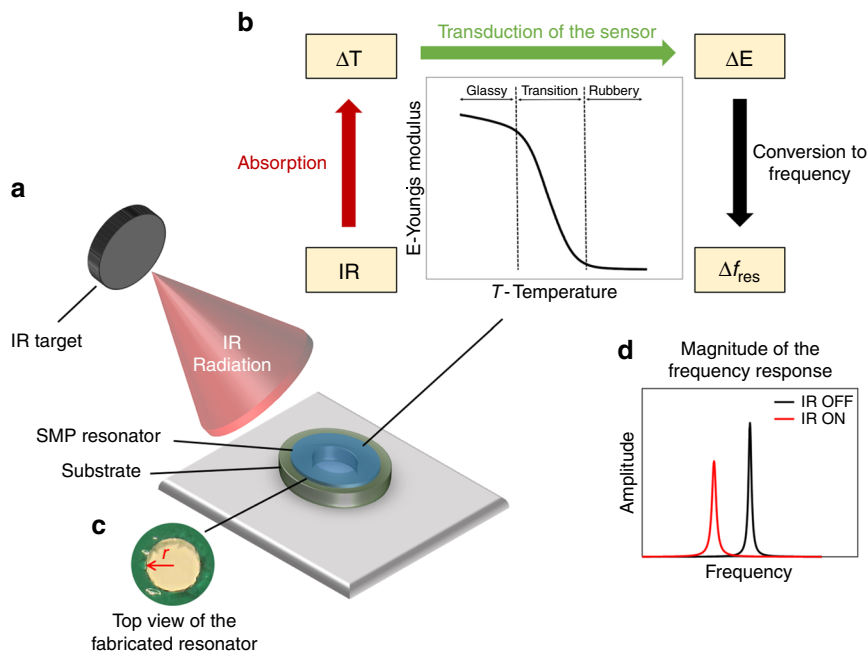 b
Transduction of the sensor
ΔT
ΔE
Glassy
Transition
Rubbery
E-Young's modulus
T - Temperature
Absorption
Conversion to
frequency
IR
Δfres
a
IR target
IR
Radiation
SMP resonator
Substrate
c
r
Top view of the
fabricated resonator
d
Magnitude of the
frequency response
IR OFF
IR ON
Amplitude
Frequency